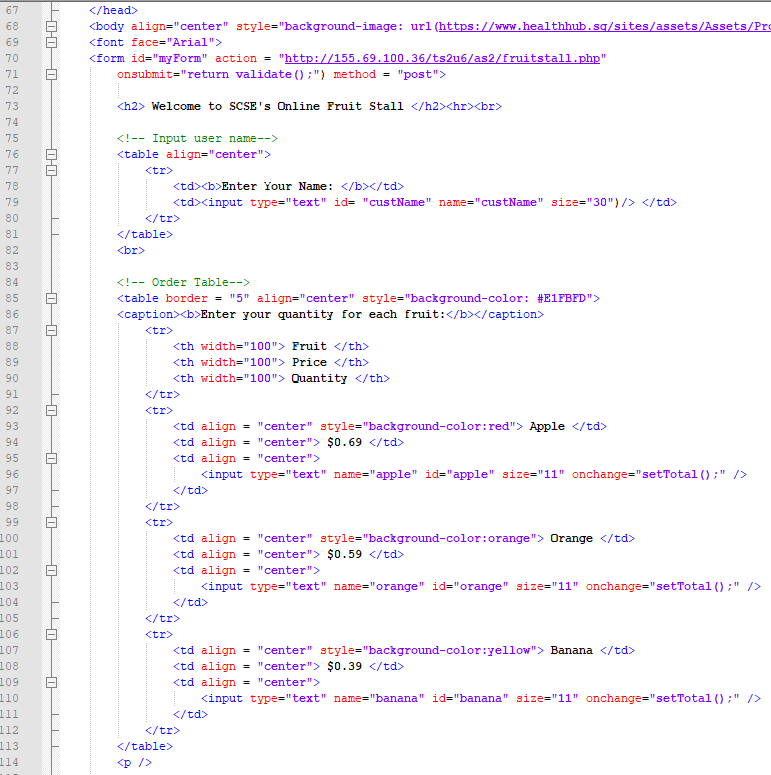 67 </head>
68 <body align="center" style="background-image: url(https://www.healthhub.sg/sites/assets/Assets/Pro
69 <font face="Arial">
70 <form id="myForm" action = "http://155.69.100.36/ts2u6/as2/fruitstall.php"
71 onsubmit="return validate();") method = "post">
72
73 <h2> Welcome to SCSE's Online Fruit Stall </h2><hr><br>
74
75 <!-- Input user name-->
76 <table align="center">
77 <tr>
78 <td><b>Enter Your Name: </b></td>
79 <td><input type="text" id= "custName" name="custName" size="30")/> </td>
80 </tr>
81 </table>
82 <br>
83
84 <!-- Order Table-->
85 <table border = "5" align="center" style="background-color: #E1FBFD">
86 <caption><b>Enter your quantity for each fruit:</b></caption>
87 <tr>
88 <th width="100"> Fruit </th>
89 <th width="100"> Price </th>
90 <th width="100"> Quantity </th>
91 </tr>
92 <tr>
93 <td align = "center" style="background-color:red"> Apple </td>
94 <td align = "center"> $0.69 </td>
95 <td align = "center">
96 <input type="text" name="apple" id="apple" size="11" onchange="setTotal();" />
97 </td>
98 </tr>
99 <tr>
100 <td align = "center" style="background-color:orange"> Orange </td>
101 <td align = "center"> $0.59 </td>
102 <td align = "center">
103 <input type="text" name="orange" id="orange" size="11" onchange="setTotal();" />
104 </td>
105 </tr>
106 <tr>
107 <td align = "center" style="background-color:yellow"> Banana </td>
108 <td align = "center"> $0.39 </td>
109 <td align = "center">
110 <input type="text" name="banana" id="banana" size="11" onchange="setTotal();" />
111 </td>
112 </tr>
113 </table>
114 <p />